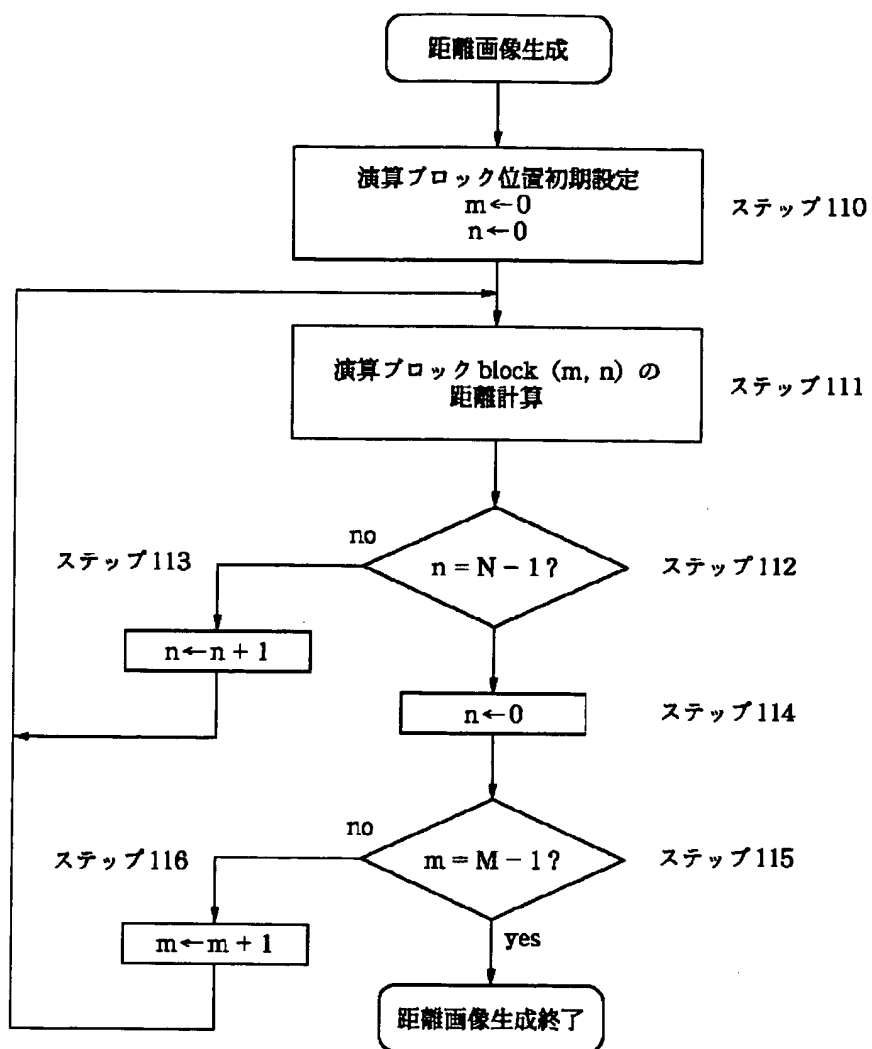 距離画像生成
演算ブロック位置初期設定
m←0
n←0
ステップ110
演算ブロックblock (m, n) の
距離計算
ステップ111
no
ステップ113
n = N − 1 ?
ステップ112
n←n + 1
n←0
ステップ114
no
ステップ116
m = M − 1 ?
ステップ115
m←m + 1
yes
距離画像生成終了